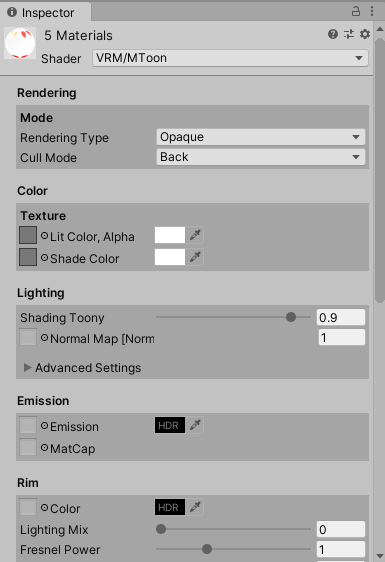 Inspector
5 Materials
Shader VRM/MToon
Rendering
Mode
Rendering Type Opaque
Cull Mode Back
Color
Texture
Lit Color, Alpha
Shade Color
Lighting
Shading Toony 0.9
Normal Map [Norm 1
Advanced Settings
Emission
Emission HDR
MatCap
Rim
Color HDR
Lighting Mix 0
Fresnel Power 1